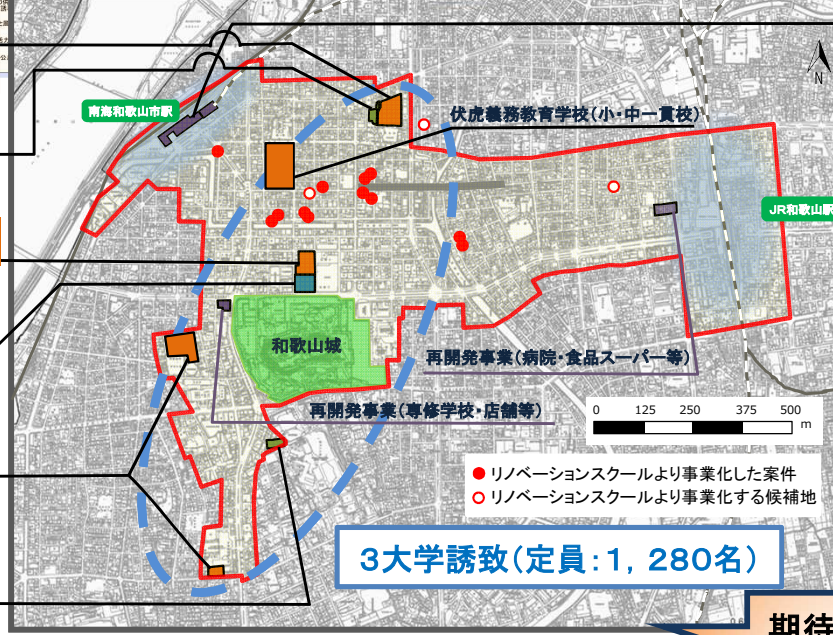 N
南海和歌山市駅
伏虎義務教育学校(小・中一貫校)
JR和歌山駅
和歌山城
再開発事業(病院・食品スーパー等)
再開発事業(専修学校・店舗等)
0 125 250 375 500
m
リノベーションスクールより事業化した案件
リノベーションスクールより事業化する候補地
3大学誘致(定員:1,280名)
期待